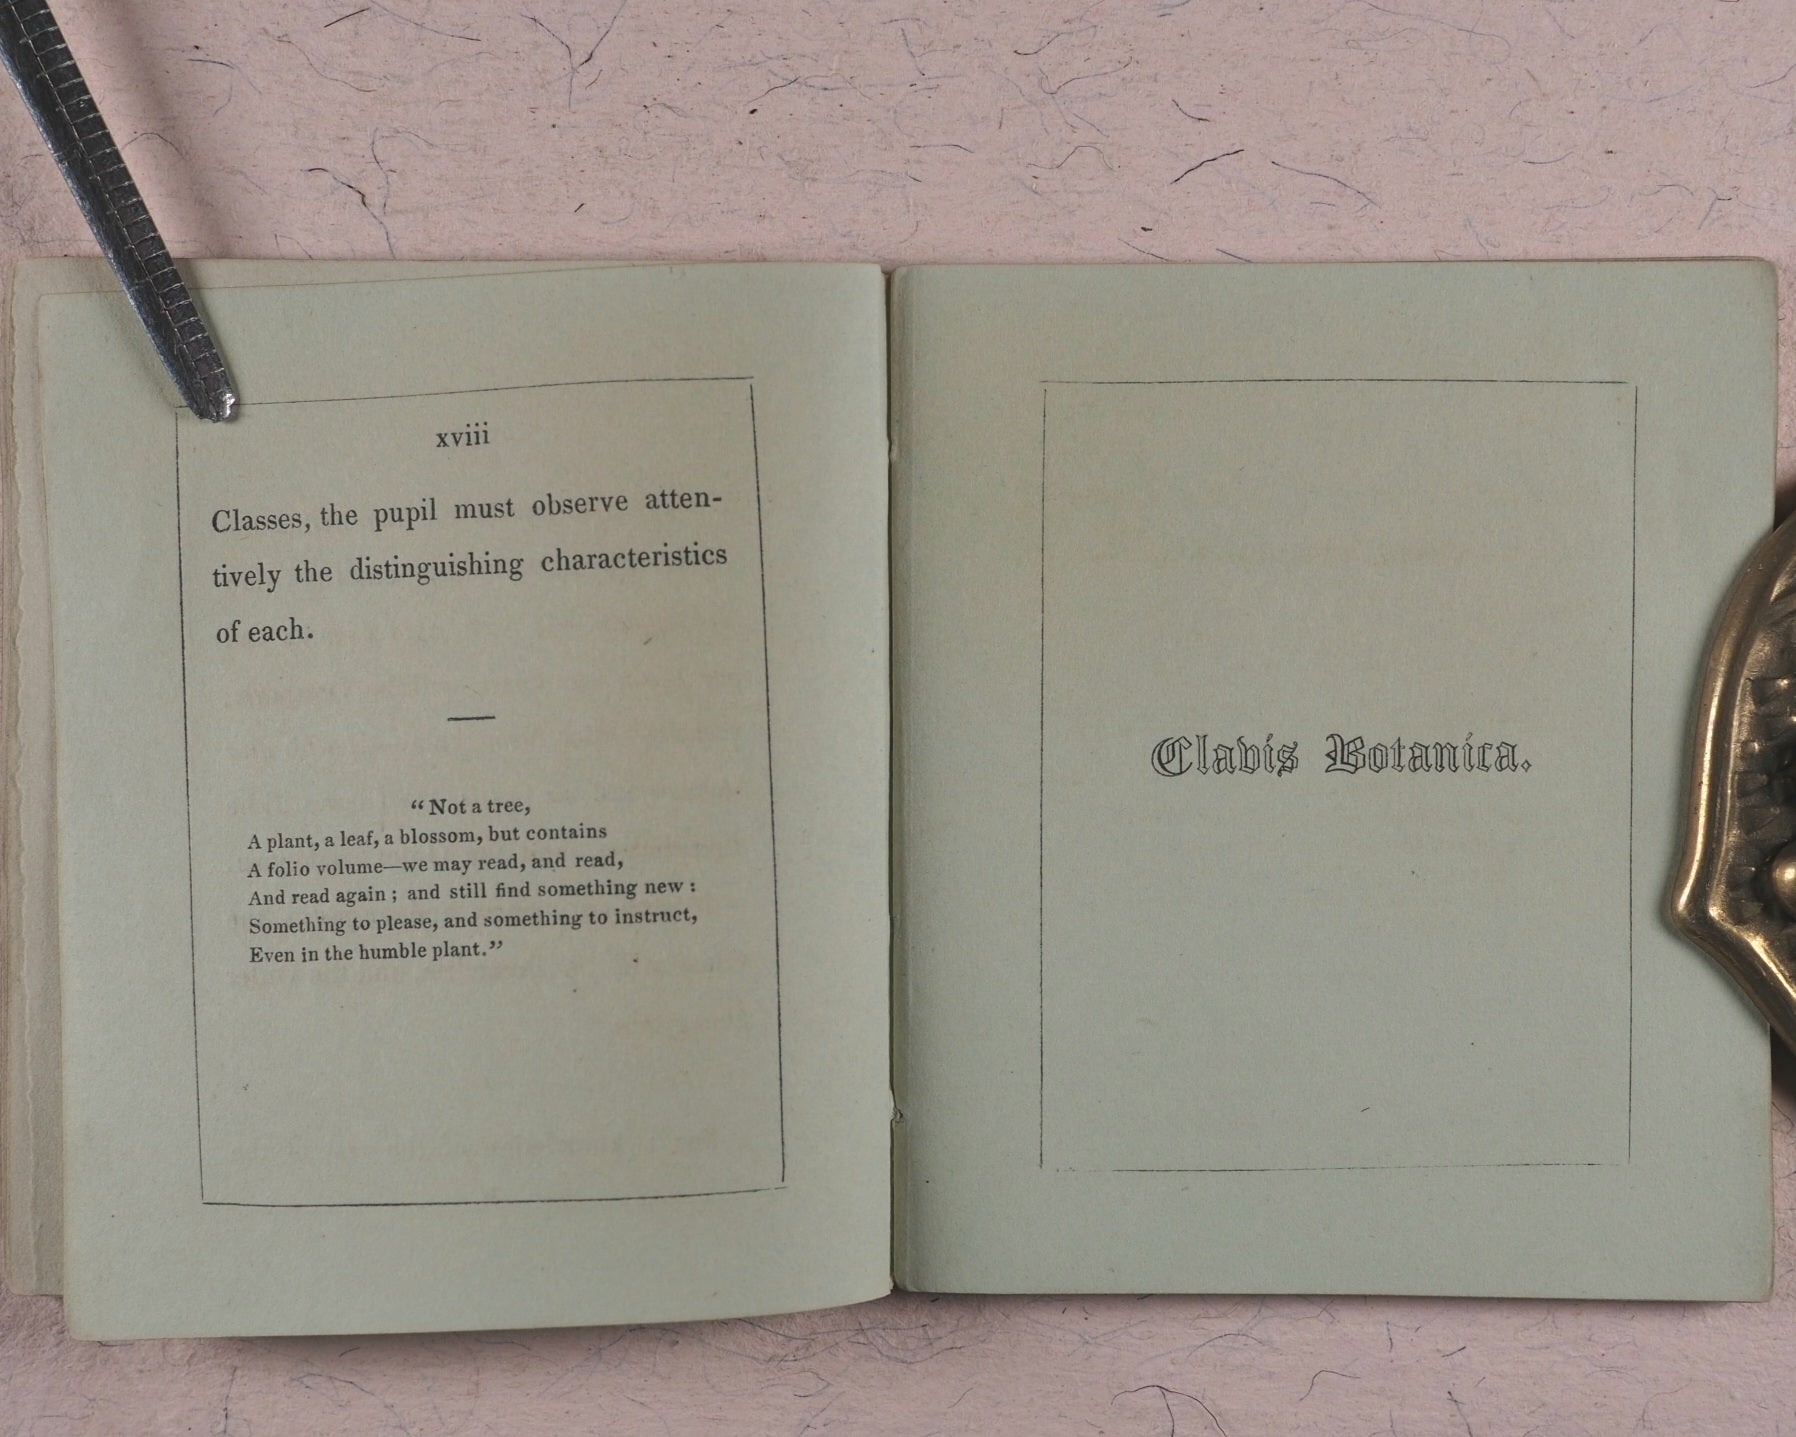 xviii
Classes, the pupil must observe atten-
tively the distinguishing characteristics
of each.
“Not a tree,
A plant, a leaf, a blossom, but contains
A folio volume—we may read, and read,
And read again; and still find something new:
Something to please, and something to instruct,
Even in the humble plant.”
Clavis Botanica.